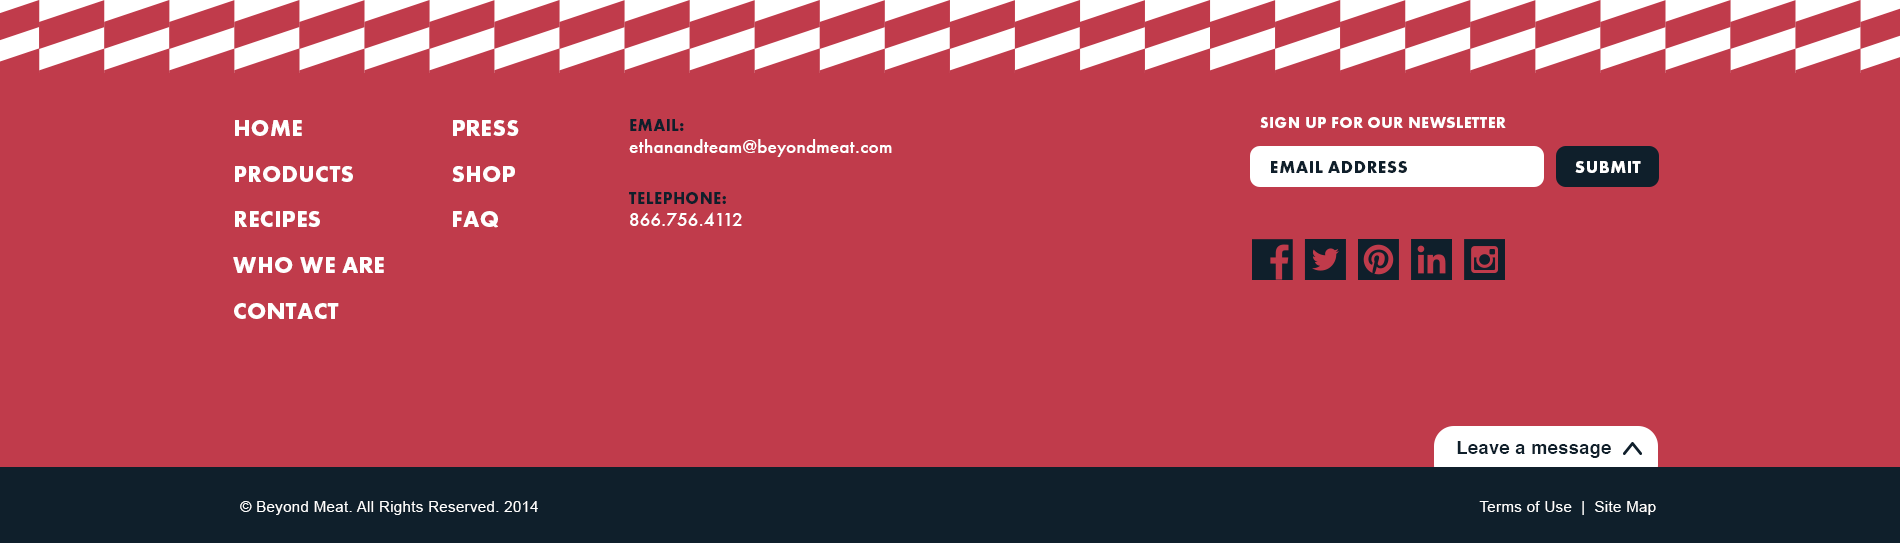 HOME
PRODUCTS
RECIPES
WHO WE ARE
CONTACT
PRESS
SHOP
FAQ
EMAIL:
ethanandteam@beyondmeat.com
TELEPHONE:
866.756.4112
SIGN UP FOR OUR NEWSLETTER
EMAIL ADDRESS
SUBMIT
Leave a message
© Beyond Meat. All Rights Reserved. 2014
Terms of Use | Site Map